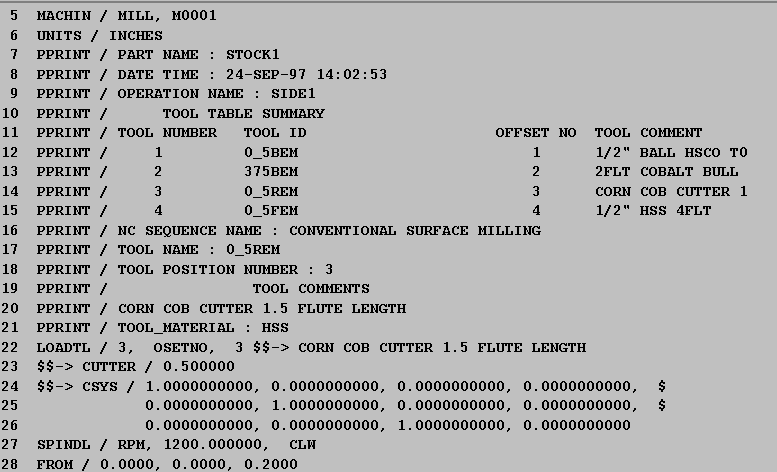 5 MACHIN / MILL, M0001
6 UNITS / INCHES
7 PPRINT / PART NAME : STOCK1
8 PPRINT / DATE TIME : 24-SEP-97 14:02:53
9 PPRINT / OPERATION NAME : SIDE1
10 PPRINT / TOOL TABLE SUMMARY
11 PPRINT / TOOL NUMBER TOOL ID OFFSET NO TOOL COMMENT
12 PPRINT / 1 0_5BEM 1 1/2" BALL HSCO T0
13 PPRINT / 2 375BEM 2 2FLT COBALT BULL
14 PPRINT / 3 0_5REM 3 CORN COB CUTTER 1
15 PPRINT / 4 0_5FEM 4 1/2" HSS 4FLT
16 PPRINT / NC SEQUENCE NAME : CONVENTIONAL SURFACE MILLING
17 PPRINT / TOOL NAME : 0_5REM
18 PPRINT / TOOL POSITION NUMBER : 3
19 PPRINT / TOOL COMMENTS
20 PPRINT / CORN COB CUTTER 1.5 FLUTE LENGTH
21 PPRINT / TOOL_MATERIAL : HSS
22 LOADTL / 3, OSETNO, 3 $$-> CORN COB CUTTER 1.5 FLUTE LENGTH
23 $$-> CUTTER / 0.500000
24 $$-> CSYS / 1.0000000000, 0.0000000000, 0.0000000000, 0.0000000000, $
25 0.0000000000, 1.0000000000, 0.0000000000, 0.0000000000, $
26 0.0000000000, 0.0000000000, 1.0000000000, 0.0000000000
27 SPINDL / RPM, 1200.000000, CLW
28 FROM / 0.0000, 0.0000, 0.2000